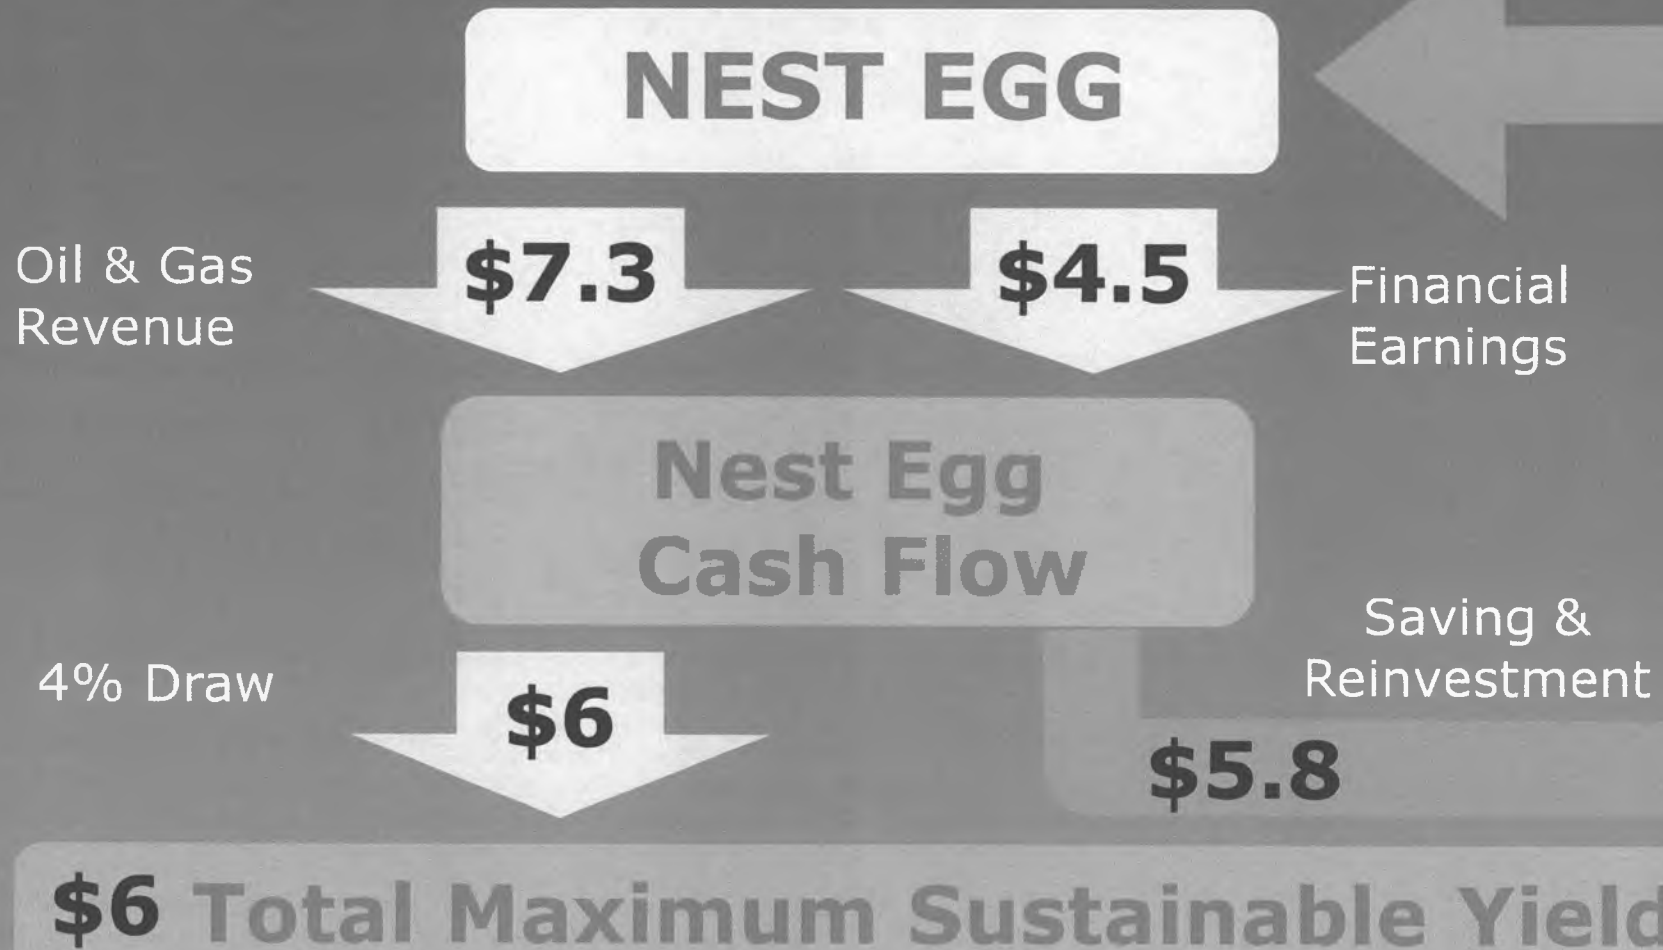 NEST EGG
Oil & Gas
Revenue
$7.3
$4.5
Financial
Earnings
Nest Egg
Cash Flow
4% Draw
$6
Saving &
Reinvestment
$5.8
$6 Total Maximum Sustainable Yield